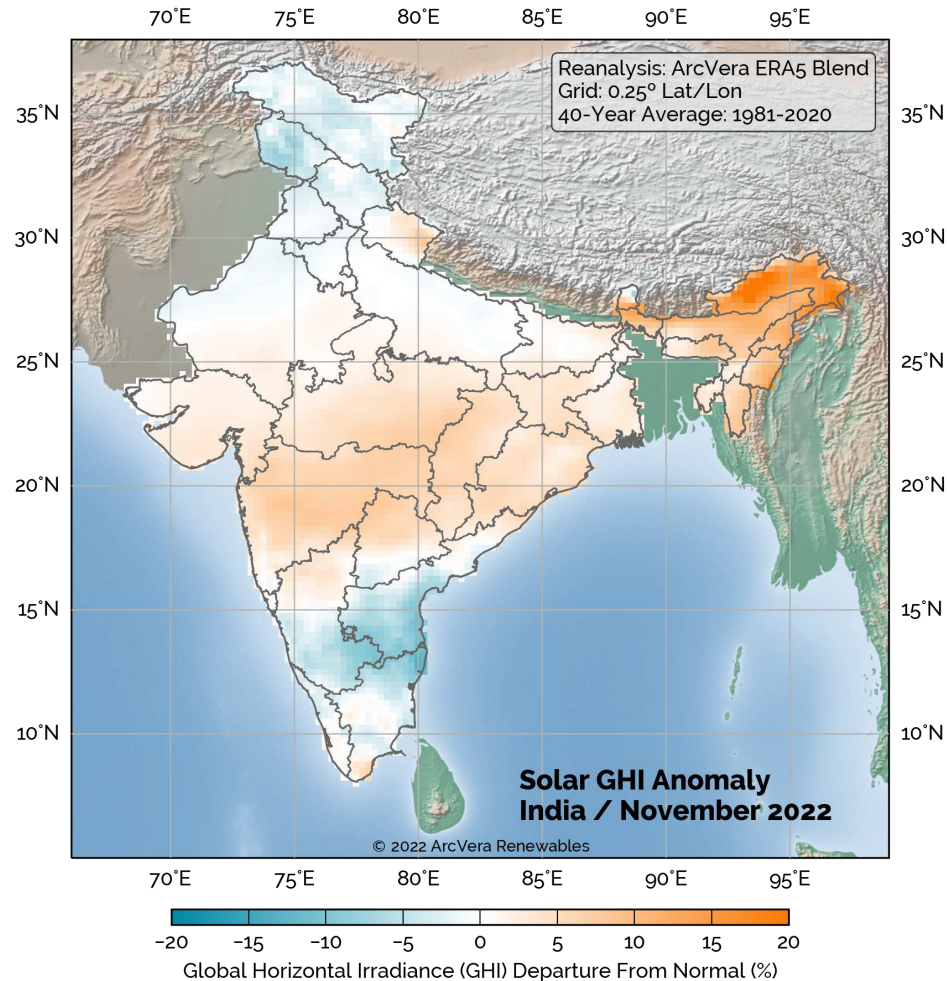 70°E 75°E 80°E 85°E 90°E 95°E
Reanalysis: ArcVera ERA5 Blend
Grid: 0.25º Lat/Lon
40-Year Average: 1981-2020
35°N 35°N
30°N 30°N
25°N 25°N
20°N 20°N
15°N 15°N
10°N 10°N
Solar GHI Anomaly
India / November 2022
© 2022 ArcVera Renewables
70°E 75°E 80°E 85°E 90°E 95°E
−20 −15 −10 −5 0 5 10 15 20
Global Horizontal Irradiance (GHI) Departure From Normal (%)